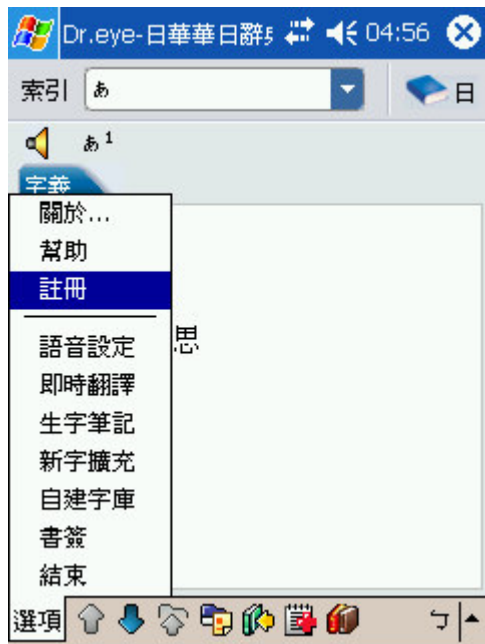 Dr.eye-日華華日辭典 04:56
索引 あ 日
あ1
字義
關於...
幫助
註冊
思
語音設定
即時翻譯
生字筆記
新字擴充
自建字庫
書籤
結束
選項 ㄅ